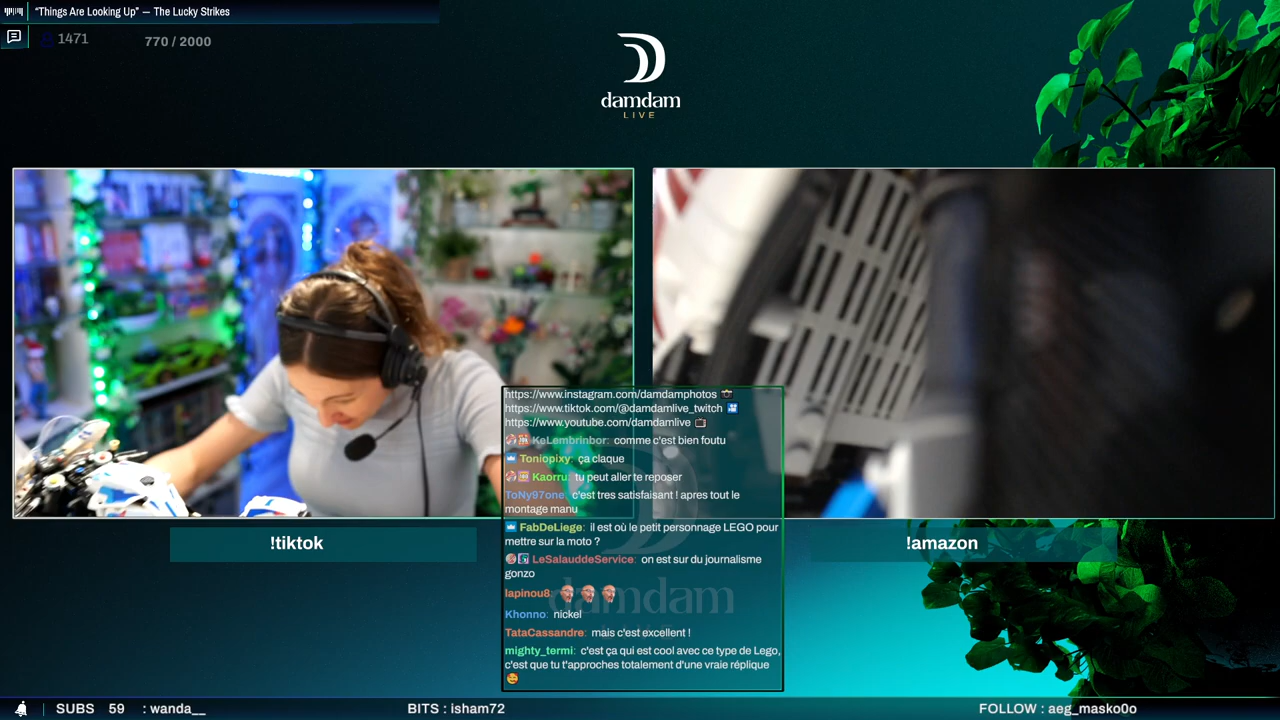 “Things Are Looking Up” — The Lucky Strikes
1471
770 / 2000
damdam
LIVE
https://www.instagram.com/damdamphotos
https://www.tiktok.com/@damdamlive_twitch
https://www.youtube.com/damdamlive
KeLembrinbor: comme c'est bien foutu
Toniopixy: ça claque
Kaorru: tu peut aller te reposer
ToNy97one: c'est tres satisfaisant ! apres tout le
montage manu
FabDeLiege: il est où le petit personnage LEGO pour
mettre sur la moto ?
LeSalauddeService: on est sur du journalisme
gonzo
lapinou8:
Khonno: nickel
TataCassandre: mais c'est excellent !
mighty_termi: c'est ça qui est cool avec ce type de Lego,
c'est que tu t'approches totalement d'une vraie réplique
damdam
!tiktok
!amazon
SUBS 59 : wanda__
BITS : isham72
FOLLOW : aeg_masko0o